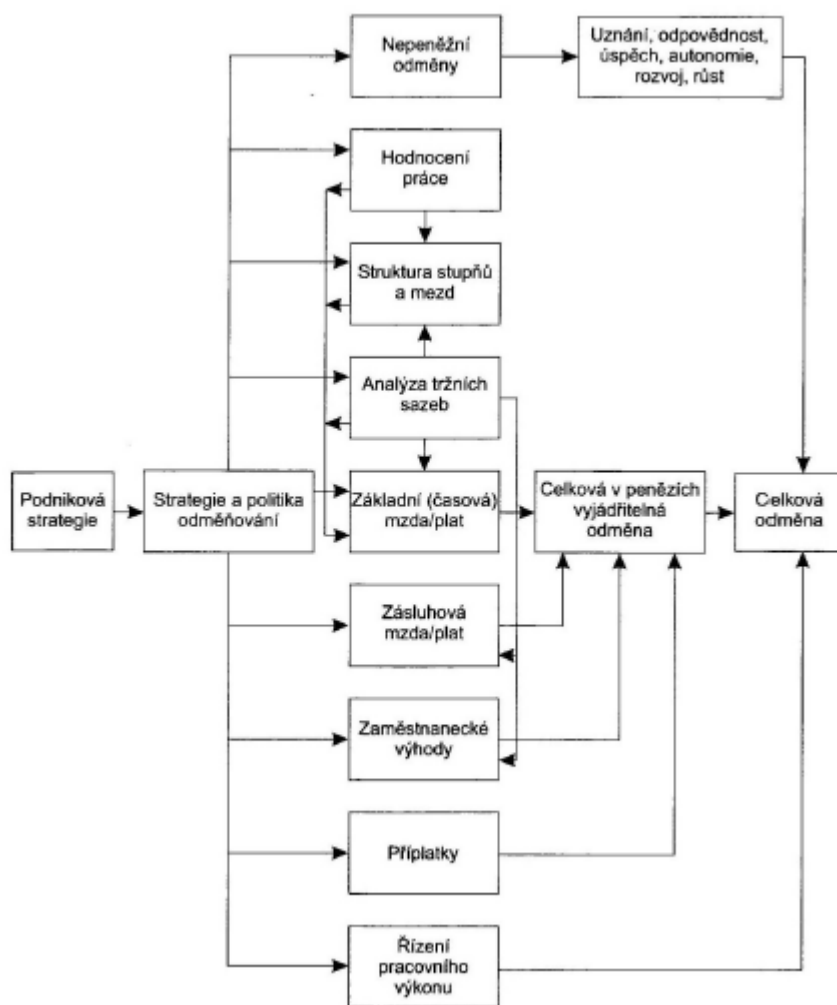 Nepeněžní
odměny
Uznání, odpovědnost,
úspěch, autonomie,
rozvoj, růst
Hodnocení
práce
Struktura stupňů
a mezd
Analýza tržních
sazeb
Podniková
strategie
Strategie a politika
odměňování
Základní (časová)
mzda/plat
Celková v penězích
vyjádřitelná
odměna
Celková
odměna
Zásluhová
mzda/plat
Zaměstnanecké
výhody
Příplatky
Řízení
pracovního
výkonu